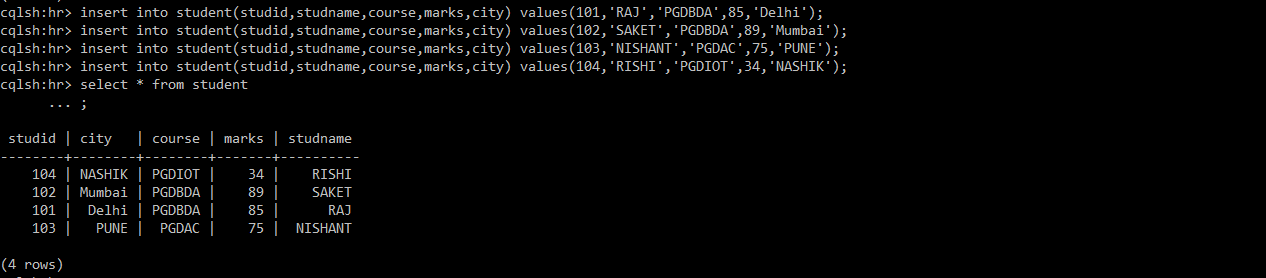 cqlsh:hr> insert into student(studid,studname,course,marks,city) values(101,'RAJ','PGDBDA',85,'Delhi');
cqlsh:hr> insert into student(studid,studname,course,marks,city) values(102,'SAKET','PGDBDA',89,'Mumbai');
cqlsh:hr> insert into student(studid,studname,course,marks,city) values(103,'NISHANT','PGDAC',75,'PUNE');
cqlsh:hr> insert into student(studid,studname,course,marks,city) values(104,'RISHI','PGDIOT',34,'NASHIK');
cqlsh:hr> select * from student
      ... ;
 studid | city   | course | marks | studname
--------+--------+--------+-------+----------
    104 | NASHIK | PGDIOT |    34 |    RISHI
    102 | Mumbai | PGDBDA |    89 |    SAKET
    101 |  Delhi | PGDBDA |    85 |      RAJ
    103 |   PUNE |  PGDAC |    75 |  NISHANT
(4 rows)